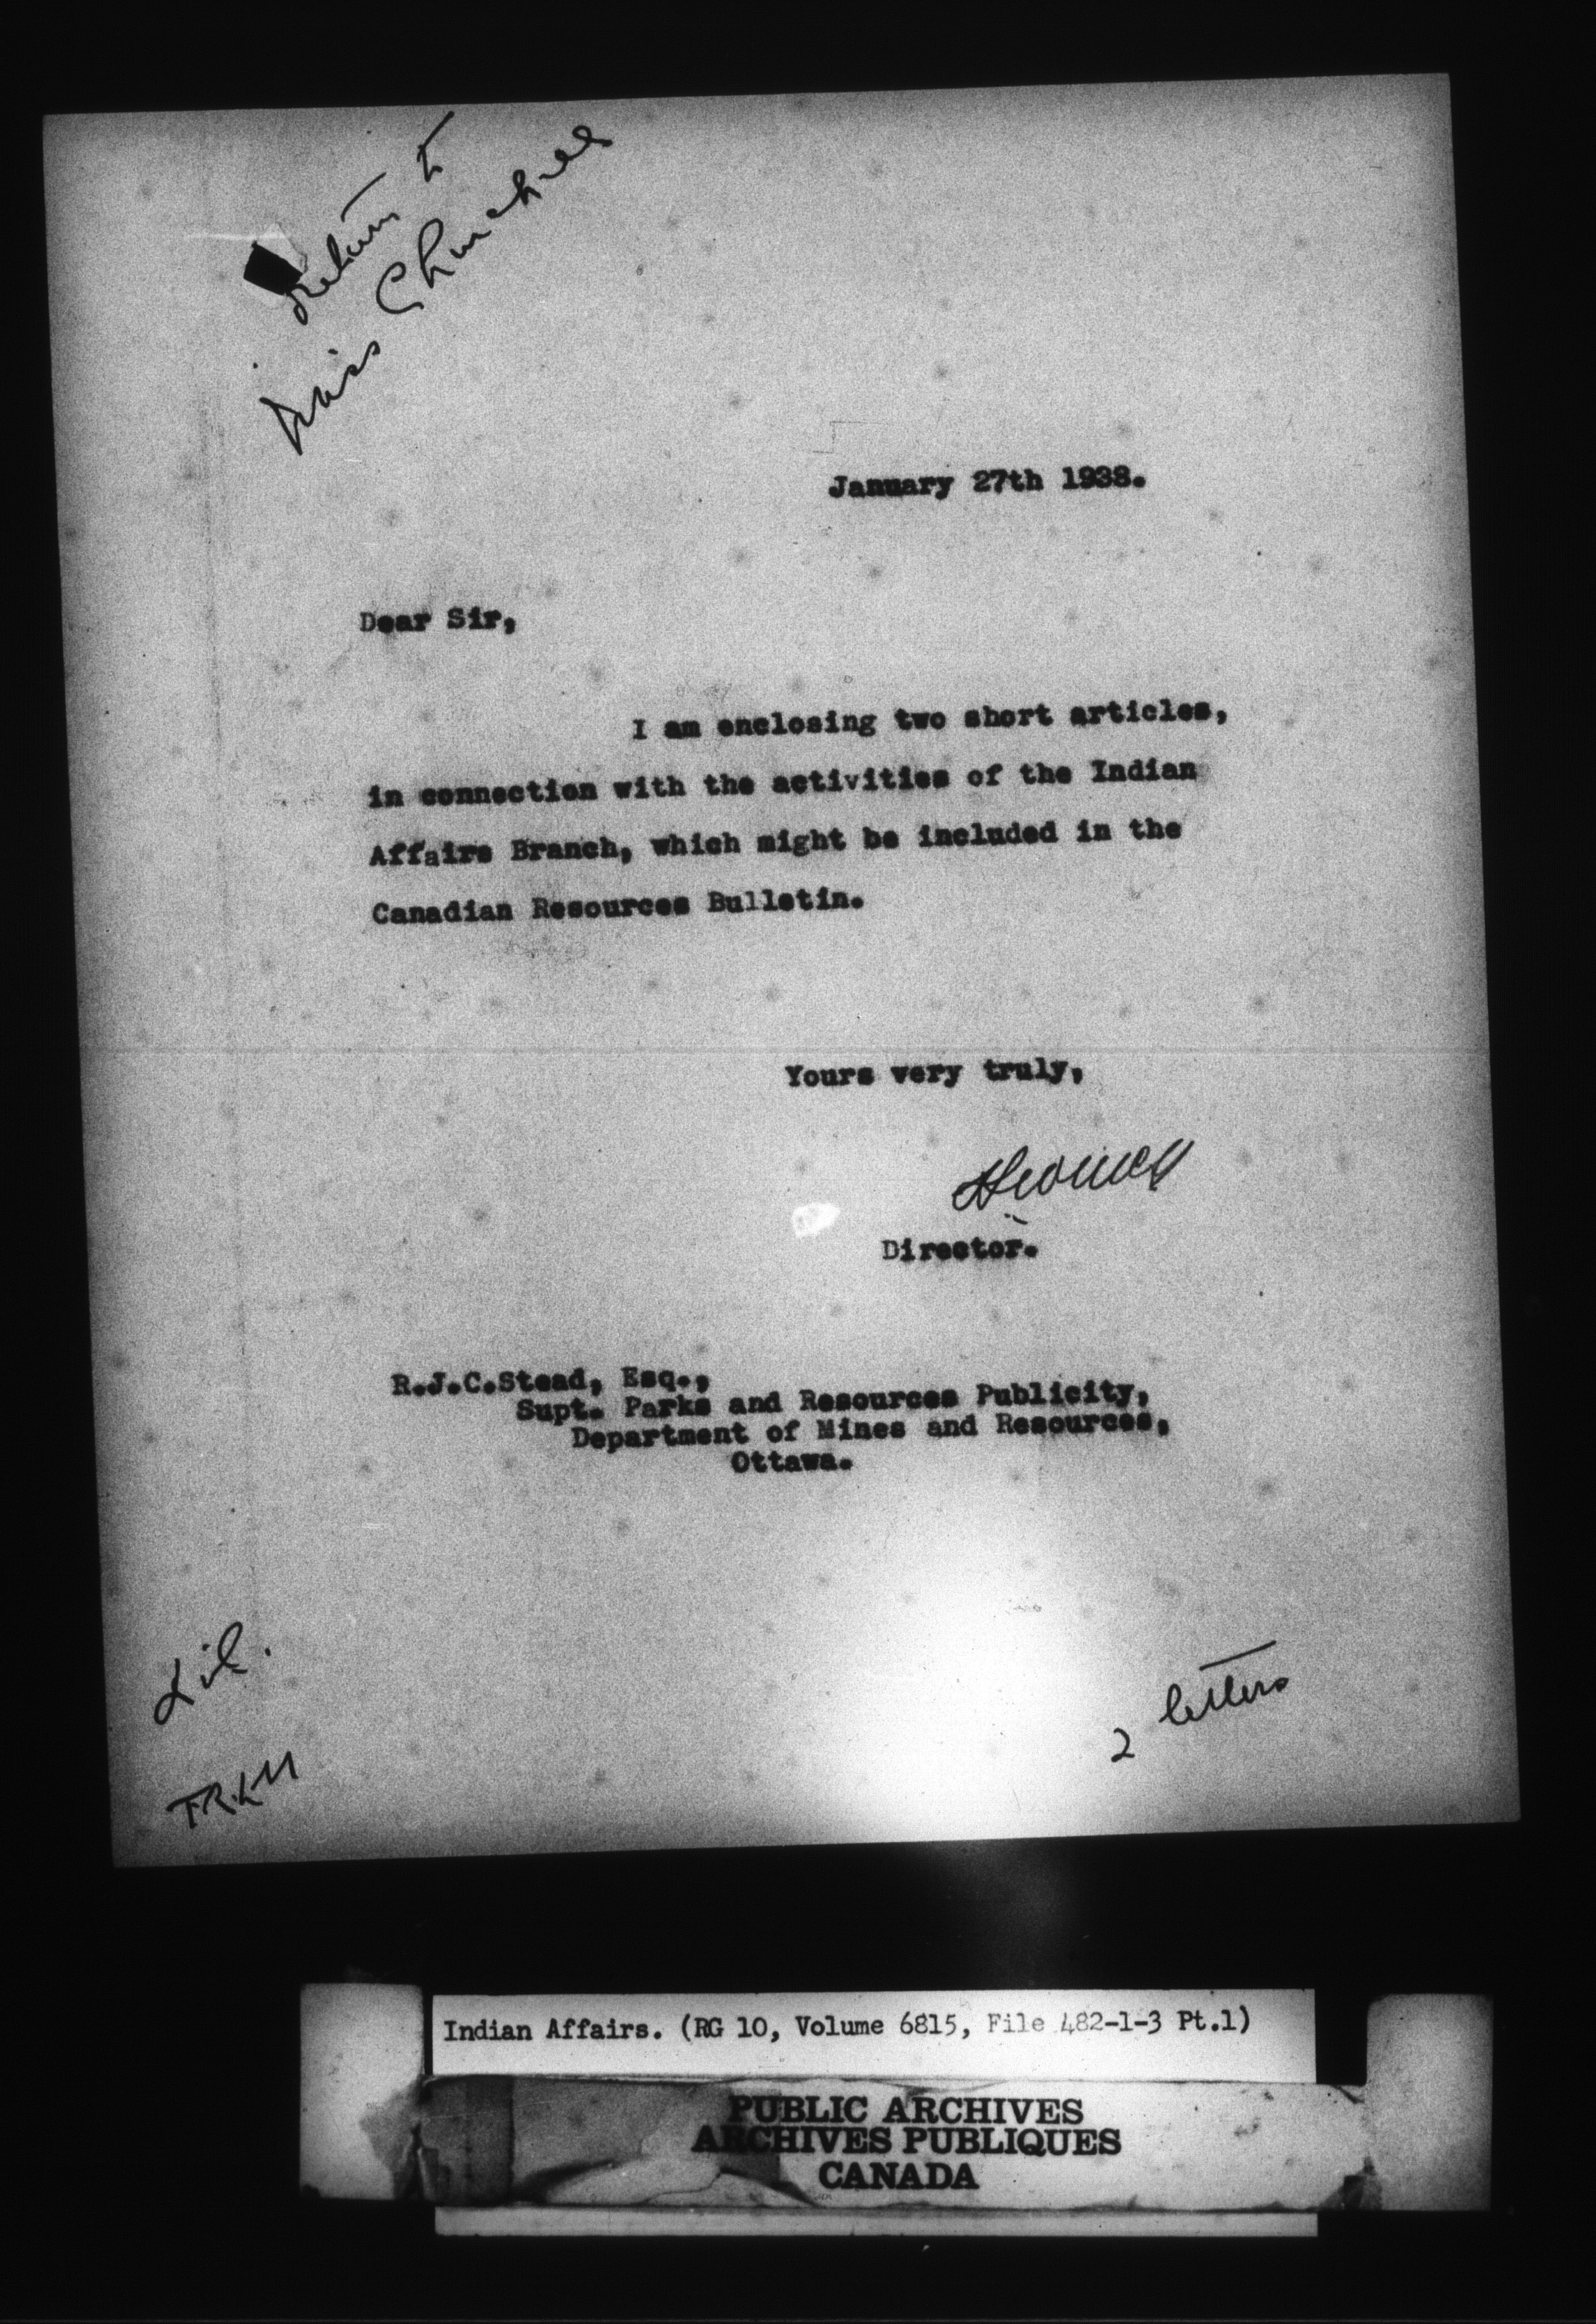 Return to
Miss Churchill
January 27th 1938.
Dear Sir,
I am enclosing two short articles,
in connection with the activities of the Indian
Affairs Branch, which might be included in the
Canadian Resources Bulletin.
Yours very truly,
Director.
R.J.C.Stead, Esq.,
Supt. Parks and Resources Publicity,
Department of Mines and Resources,
Ottawa.
2 letters
Indian Affairs. (RG 10, Volume 6815, File 482-1-3 Pt.1)
PUBLIC ARCHIVES
ARCHIVES PUBLIQUES
CANADA